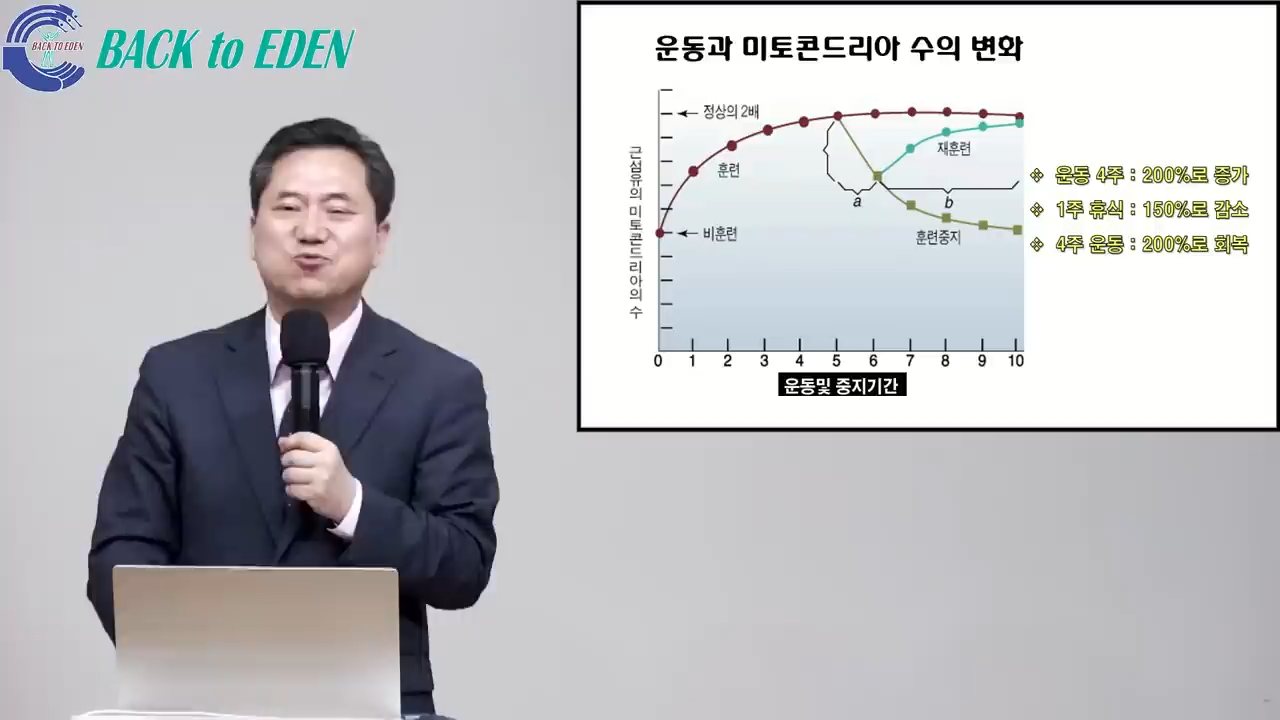 BACK TO EDEN
BACK to EDEN
운동과 미토콘드리아 수의 변화
근섬유의 미토콘드리아의 수
정상의 2배
훈련
비훈련
재훈련
훈련중지
a
b
0 1 2 3 4 5 6 7 8 9 10
운동및 중지기간
❖ 운동 4주 : 200%로 증가
❖ 1주 휴식 : 150%로 감소
❖ 4주 운동 : 200%로 회복